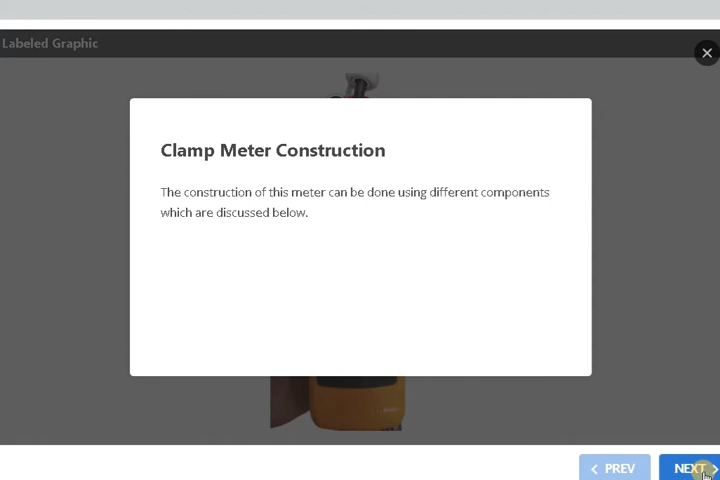 Labeled Graphic
Clamp Meter Construction
The construction of this meter can be done using different components
which are discussed below.
PREV
NEXT